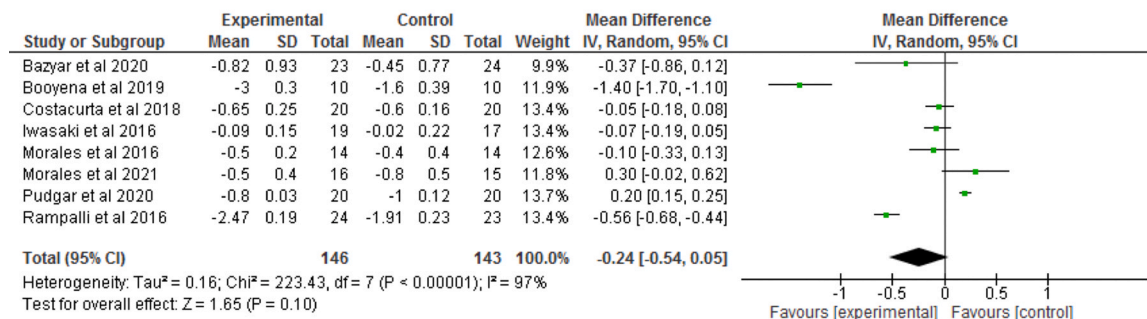 Experimental Control Mean Difference Mean Difference
Study or Subgroup Mean SD Total Mean SD Total Weight IV, Random, 95% CI IV, Random, 95% CI
Bazyar et al 2020 -0.82 0.93 23 -0.45 0.77 24 9.9% -0.37 [-0.86, 0.12]
Booyena et al 2019 -3 0.3 10 -1.6 0.39 10 11.9% -1.40 [-1.70, -1.10]
Costacurta et al 2018 -0.65 0.25 20 -0.6 0.16 20 13.4% -0.05 [-0.18, 0.08]
Iwasaki et al 2016 -0.09 0.15 19 -0.02 0.22 17 13.4% -0.07 [-0.19, 0.05]
Morales et al 2016 -0.5 0.2 14 -0.4 0.4 14 12.6% -0.10 [-0.33, 0.13]
Morales et al 2021 -0.5 0.4 16 -0.8 0.5 15 11.8% 0.30 [-0.02, 0.62]
Pudgar et al 2020 -0.8 0.03 20 -1 0.12 20 13.6% 0.20 [0.15, 0.25]
Rampalli et al 2016 -2.47 0.19 24 -1.91 0.23 23 13.4% -0.56 [-0.68, -0.44]
Total (95% CI) 146 143 100.0% -0.24 [-0.54, 0.05]
Heterogeneity: Tau² = 0.16; Chi² = 223.43, df = 7 (P < 0.00001); I² = 97%
Test for overall effect: Z = 1.65 (P = 0.10)
-1 -0.5 0 0.5 1
Favours [experimental] Favours [control]